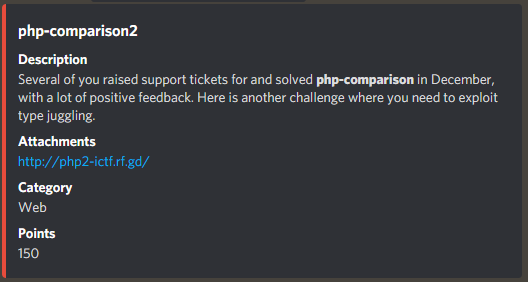 php-comparison2
Description
Several of you raised support tickets for and solved php-comparison in December,
with a lot of positive feedback. Here is another challenge where you need to exploit
type juggling.
Attachments
http://php2-ictf.rf.gd/
Category
Web
Points
150